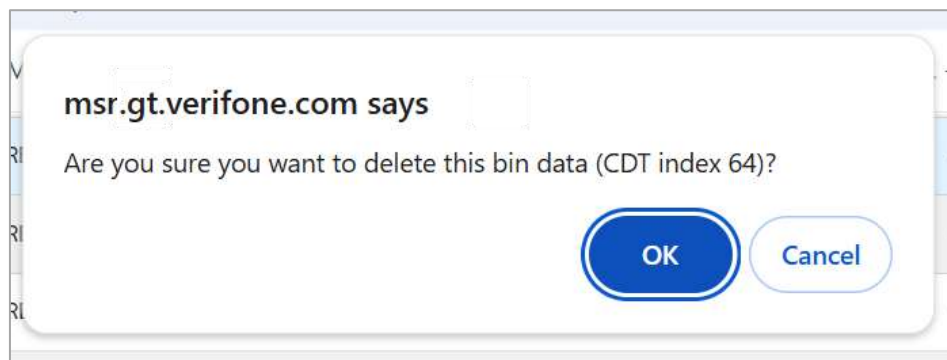 msr.gt.verifone.com says
Are you sure you want to delete this bin data (CDT index 64)?
OK
Cancel